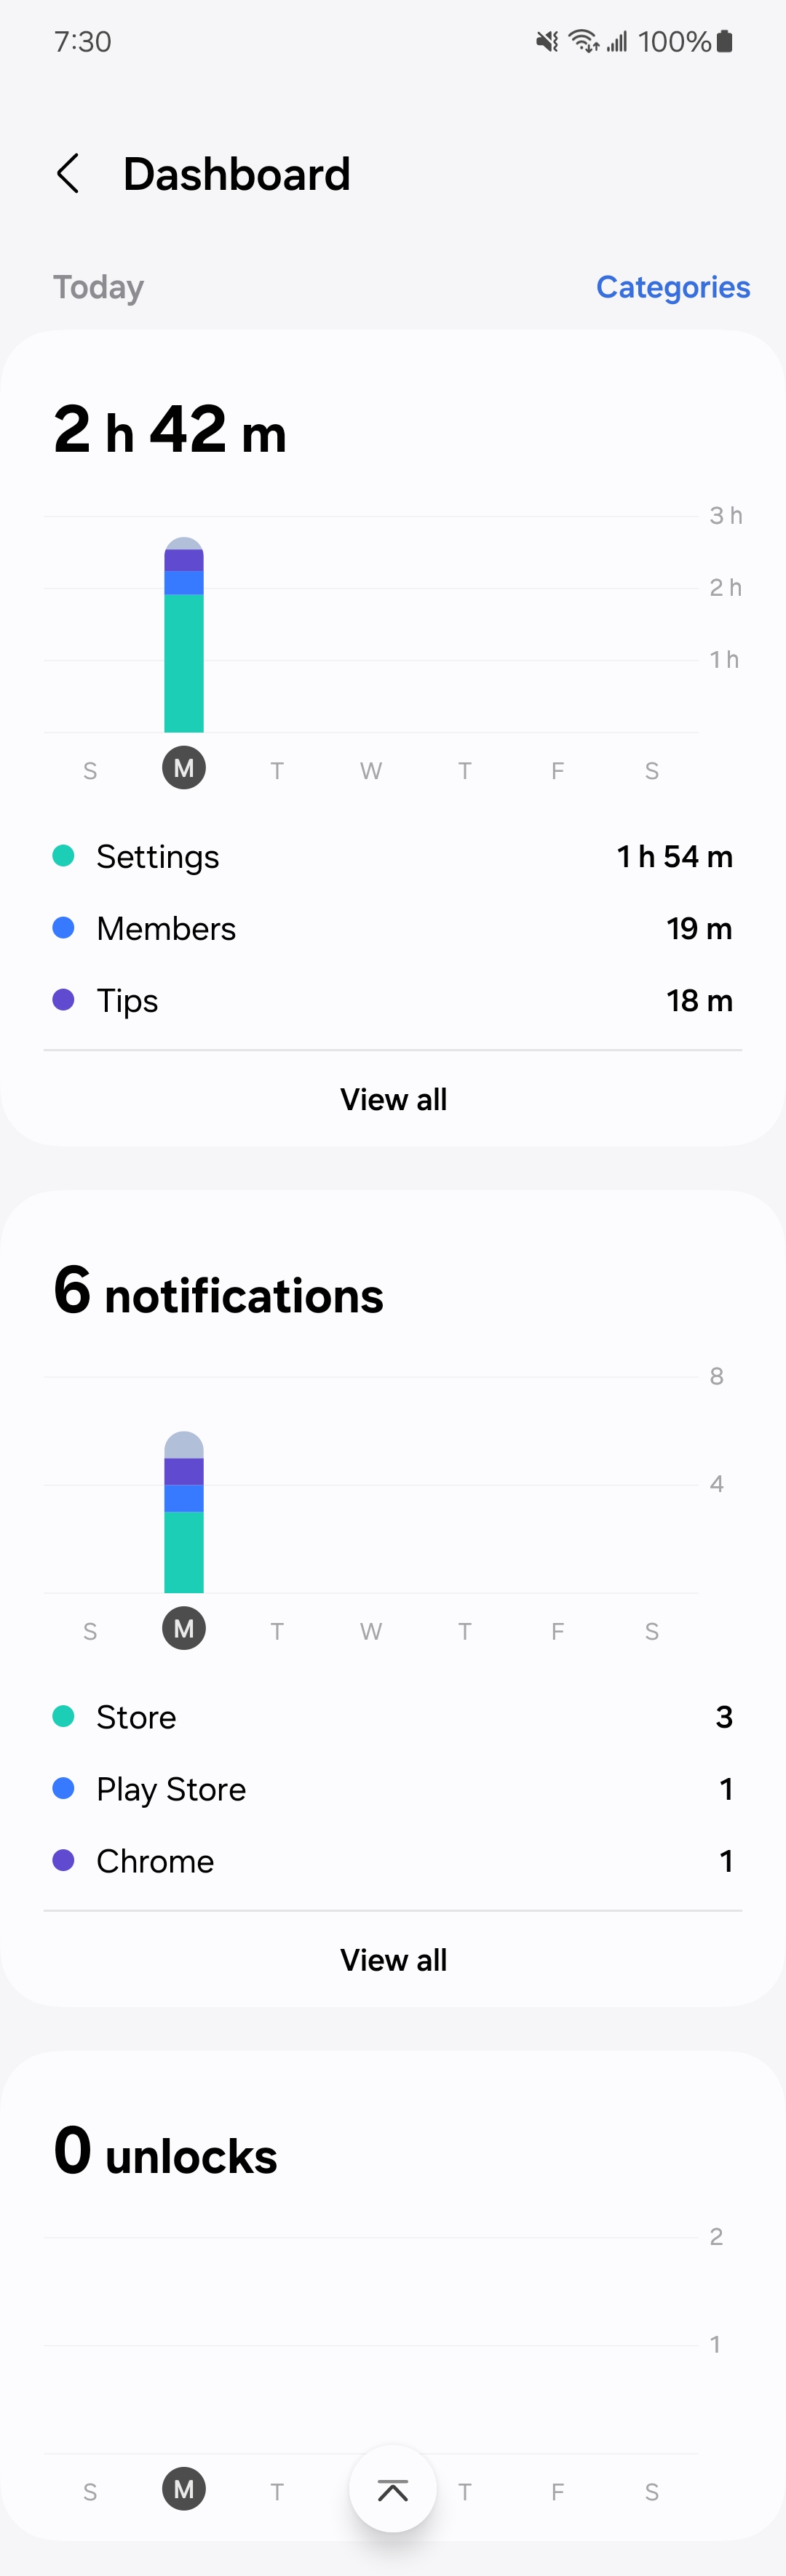 7:30 100%
Dashboard
Today Categories
2 h 42 m
3 h
2 h
1 h
S M T W T F S
Settings 1 h 54 m
Members 19 m
Tips 18 m
View all
6 notifications
8
4
S M T W T F S
Store 3
Play Store 1
Chrome 1
View all
0 unlocks
2
1
S M T T F S